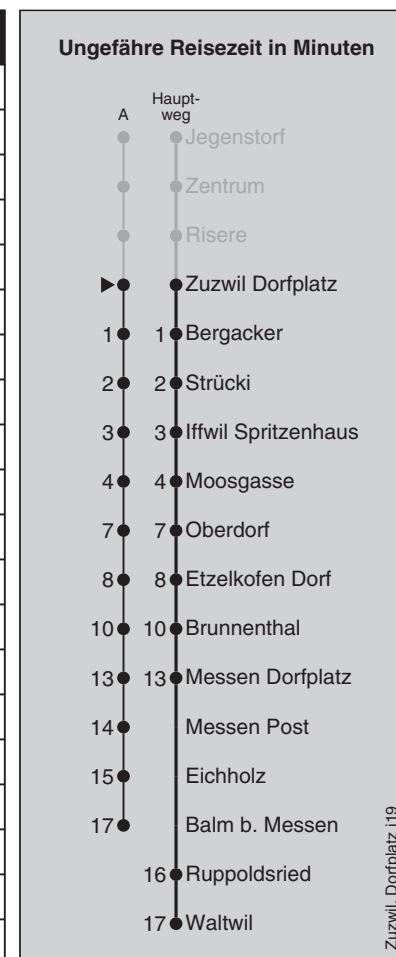 Ungefähre Reisezeit in Minuten
A Haupt-
weg
Jegenstorf
Zentrum
Risere
Zuzwil Dorfplatz
1 1 Bergacker
2 2 Strücki
3 3 Iffwil Spritzenhaus
4 4 Moosgasse
7 7 Oberdorf
8 8 Etzelkofen Dorf
10 10 Brunnenthal
13 13 Messen Dorfplatz
14 Messen Post
15 Eichholz
17 Balm b. Messen
16 Ruppoldsried
17 Waltwil
Zuzwil, Dorfplatz j19